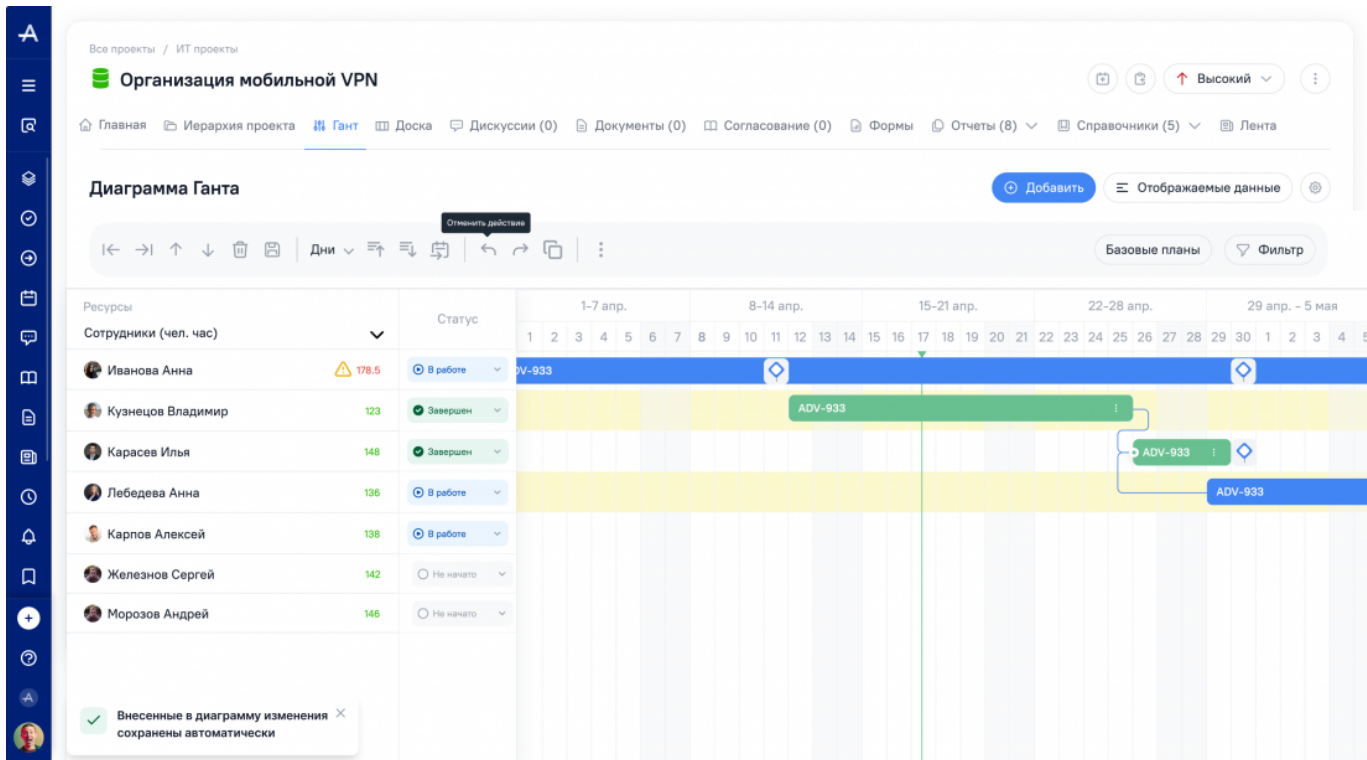 Все проекты / ИТ проекты
Организация мобильной VPN
Высокий
Главная Иерархия проекта Гант Доска Дискуссии (0) Документы (0) Согласование (0) Формы Отчеты (8) Справочники (5) Лента
Диаграмма Ганта
Добавить Отображаемые данные
Отменить действие
Дни
Базовые планы Фильтр
Ресурсы
Сотрудники (чел. час)
Статус
1-7 апр. 8-14 апр. 15-21 апр. 22-28 апр. 29 апр. - 5 мая
1 2 3 4 5 6 7 8 9 10 11 12 13 14 15 16 17 18 19 20 21 22 23 24 25 26 27 28 29 30 1 2 3 4
Иванова Анна 178.5 В работе DV-933
Кузнецов Владимир 123 Завершен ADV-933
Карасев Илья 148 Завершен ADV-933
Лебедева Анна 136 В работе ADV-933
Карпов Алексей 138 В работе
Железнов Сергей 142 Не начато
Морозов Андрей 146 Не начато
Внесенные в диаграмму изменения
сохранены автоматически